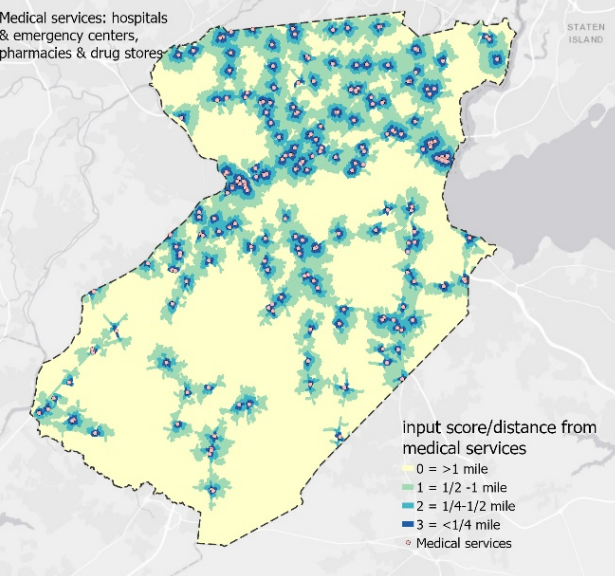 Medical services: hospitals
& emergency centers,
pharmacies & drug stores
STATEN
ISLAND
input score/distance from
medical services
0 = >1 mile
1 = 1/2 -1 mile
2 = 1/4-1/2 mile
3 = <1/4 mile
Medical services